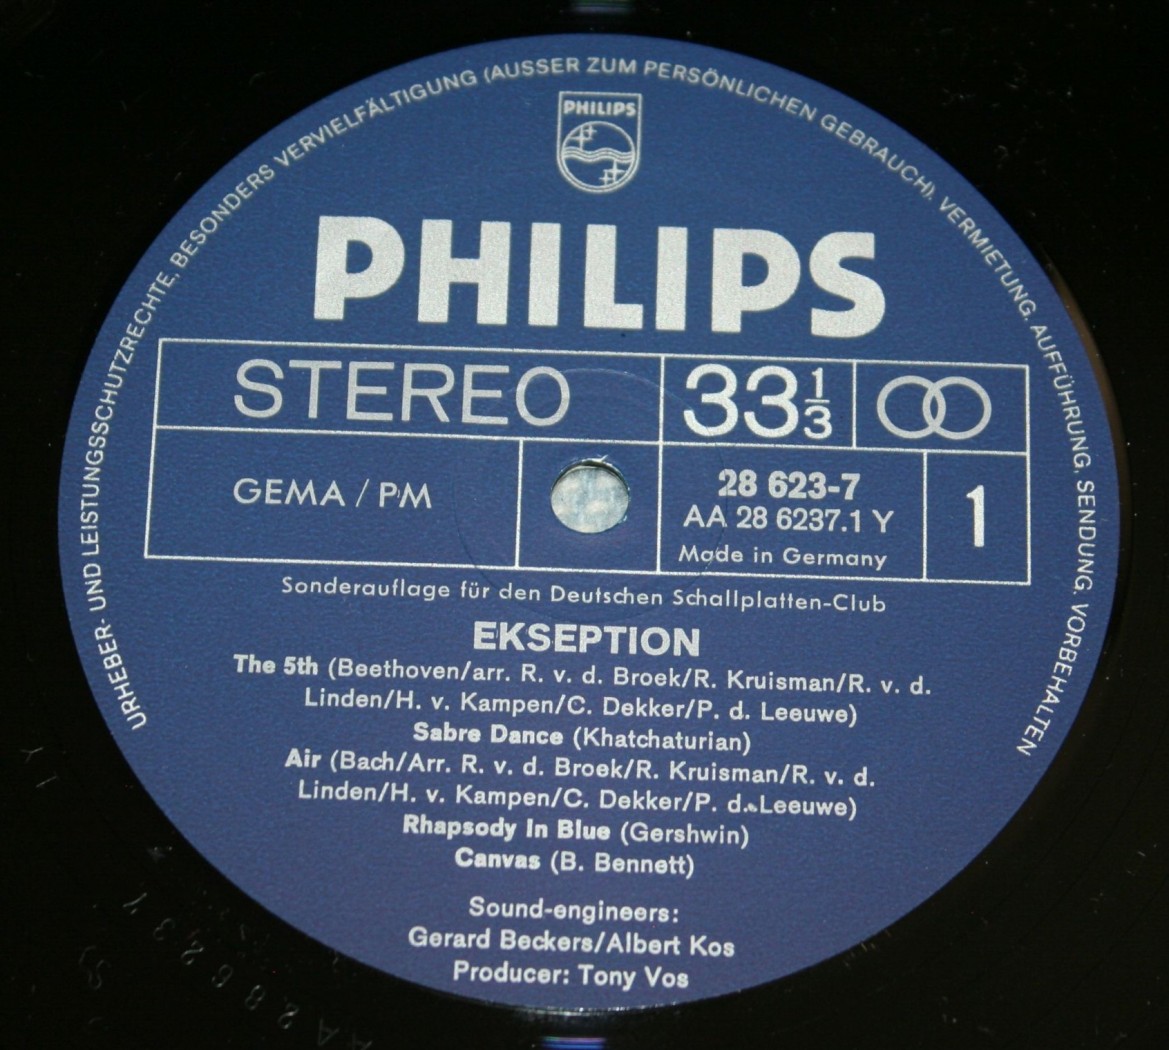 URHEBER- UND LEISTUNGSSCHUTZRECHTE, BESONDERS VERVIELFÄLTIGUNG (AUSSER ZUM PERSÖNLICHEN GEBRAUCH), VERMIETUNG, AUFFÜHRUNG, SENDUNG, VORBEHALTEN
PHILIPS
PHILIPS
STEREO
33 1/3
GEMA / PM
28 623-7
AA 28 6237.1 Y
Made in Germany
1
Sonderauflage für den Deutschen Schallplatten-Club
EKSEPTION
The 5th (Beethoven/arr. R. v. d. Broek/R. Kruisman/R. v. d.
Linden/H. v. Kampen/C. Dekker/P. d. Leeuwe)
Sabre Dance (Khatchaturian)
Air (Bach/Arr. R. v. d. Broek/R. Kruisman/R. v. d.
Linden/H. v. Kampen/C. Dekker/P. d. Leeuwe)
Rhapsody In Blue (Gershwin)
Canvas (B. Bennett)
Sound-engineers:
Gerard Beckers/Albert Kos
Producer: Tony Vos